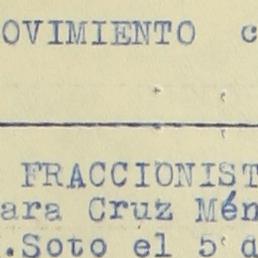 OVIMIENTO c
FRACCIONIST
ara Cruz Mén
.Soto el 5 d